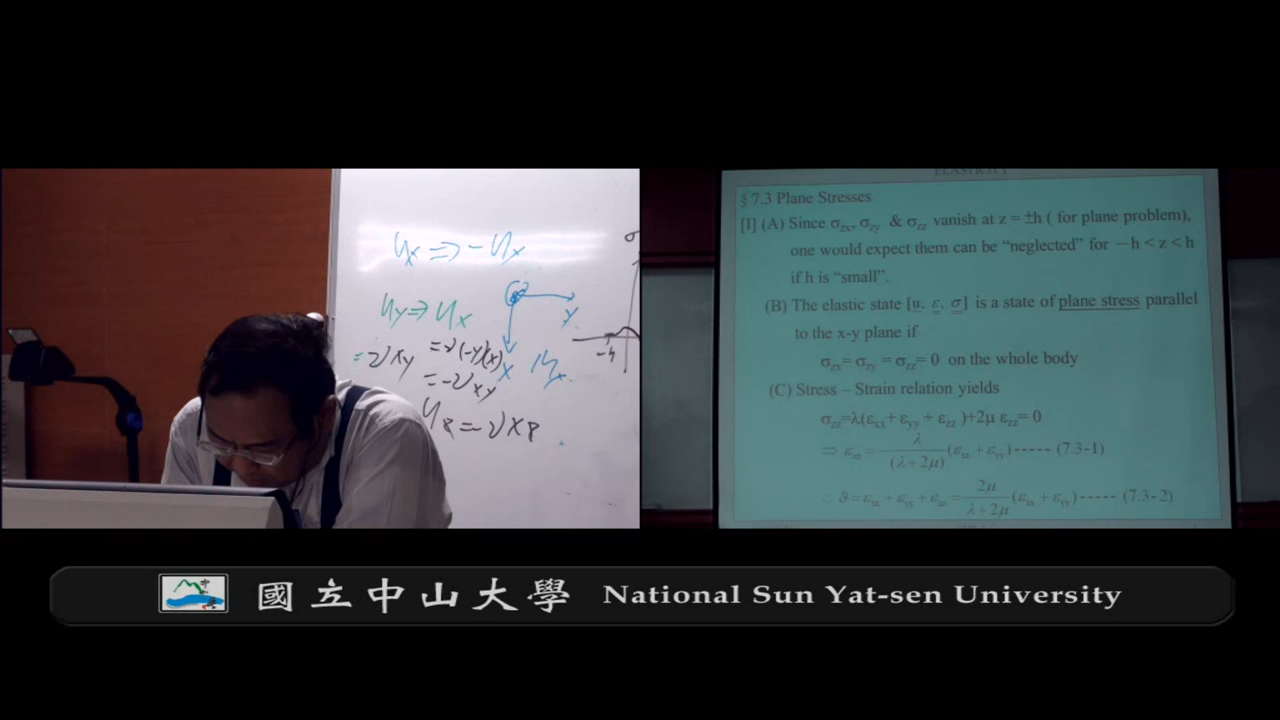 u_x ⇒ -u_x
u_y ⇒ u_x
= νxy
= ν(-y)(x)
= -νxy
u_z = νxz
y
x
-h
σ
ELASTICITY
§ 7.3 Plane Stresses
[I] (A) Since σ_zx, σ_zy & σ_zz vanish at z = ±h ( for plane problem),
one would expect them can be “neglected” for −h < z < h
if h is “small”.
(B) The elastic state [u, ε, σ] is a state of plane stress parallel
to the x-y plane if
σ_zx= σ_zy = σ_zz= 0 on the whole body
(C) Stress – Strain relation yields
σ_zz=λ(ε_xx+ ε_yy + ε_zz )+2μ ε_zz= 0
⇒ ε_zz = λ/(λ+2μ) (ε_xx + ε_yy)----- (7.3-1)
∴ ϑ = ε_xx + ε_yy + ε_zz = 2μ/(λ+2μ) (ε_xx + ε_yy)----- (7.3-2)
國立中山大學 National Sun Yat-sen University